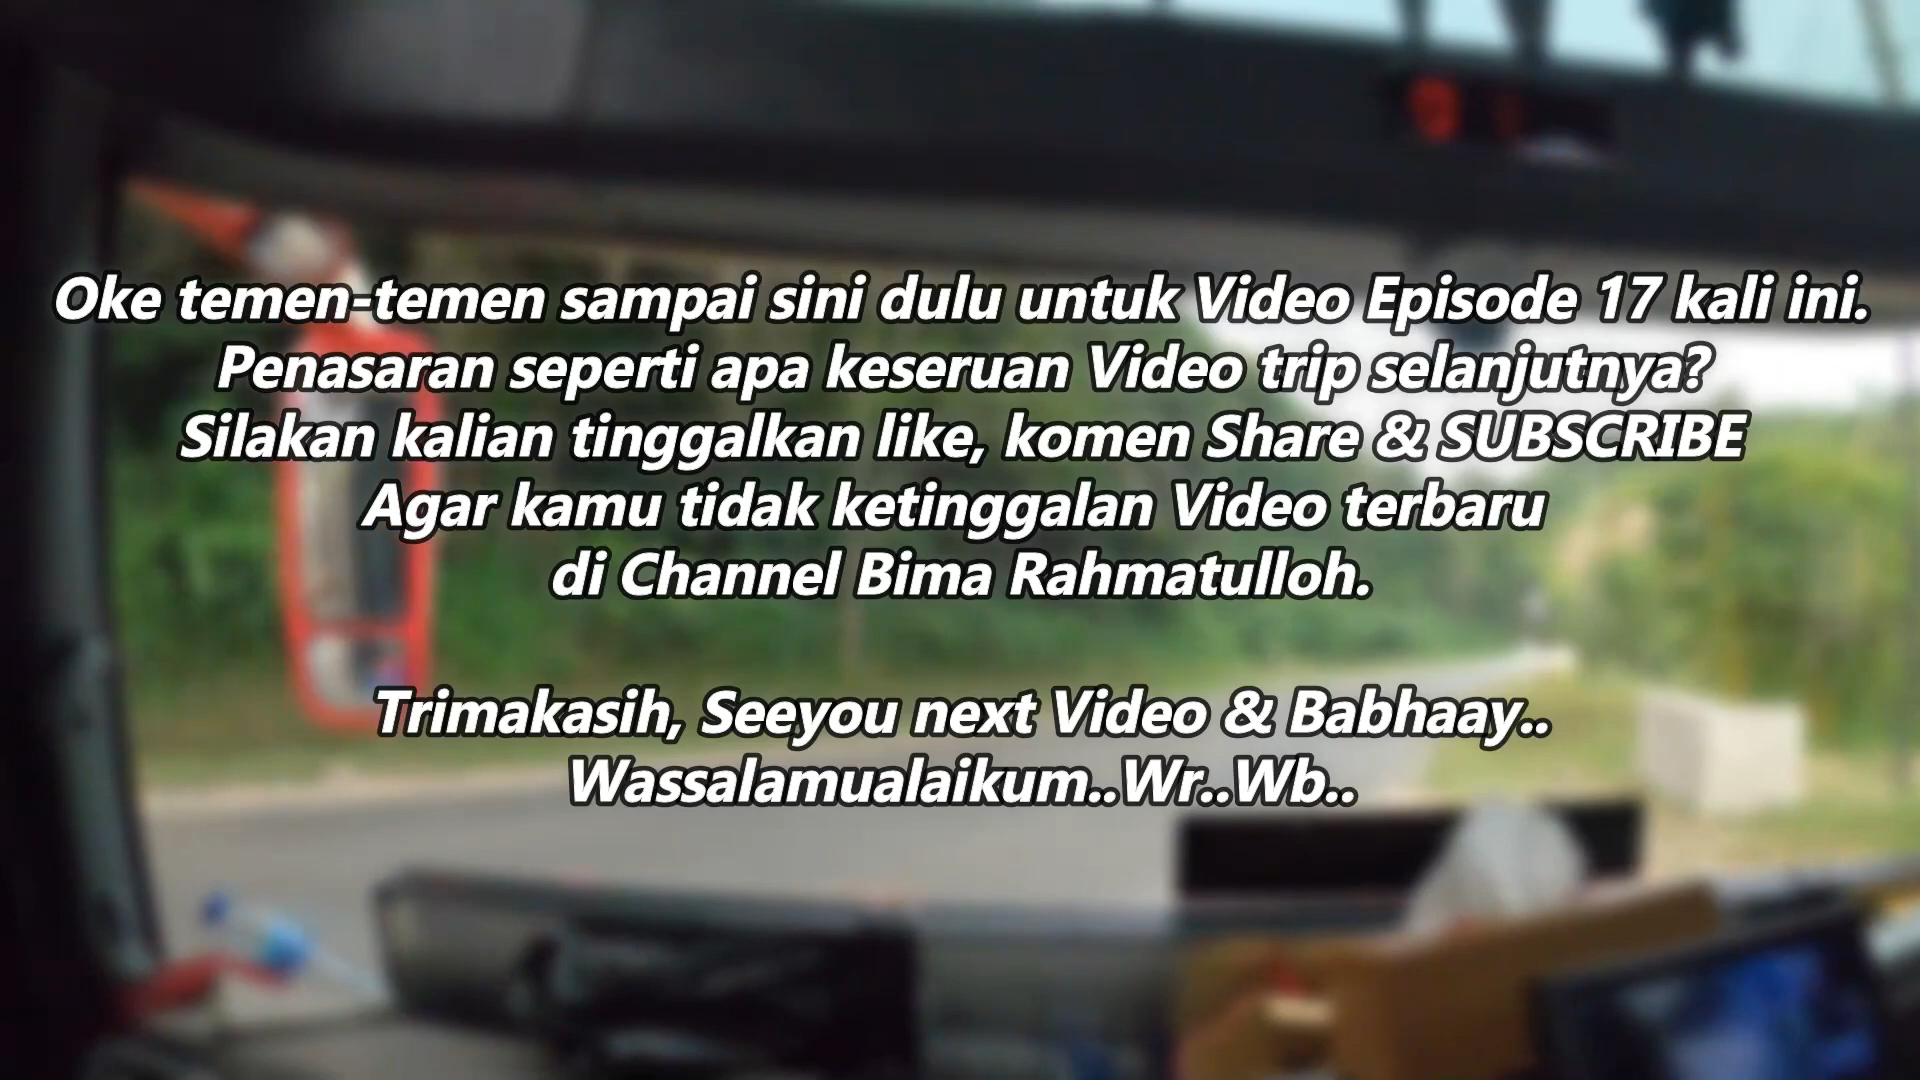 Oke temen-temen sampai sini dulu untuk Video Episode 17 kali ini.
Penasaran seperti apa keseruan Video trip selanjutnya?
Silakan kalian tinggalkan like, komen Share & SUBSCRIBE
Agar kamu tidak ketinggalan Video terbaru
di Channel Bima Rahmatulloh.
Trimakasih, Seeyou next Video & Babhaay..
Wassalamualaikum..Wr..Wb..